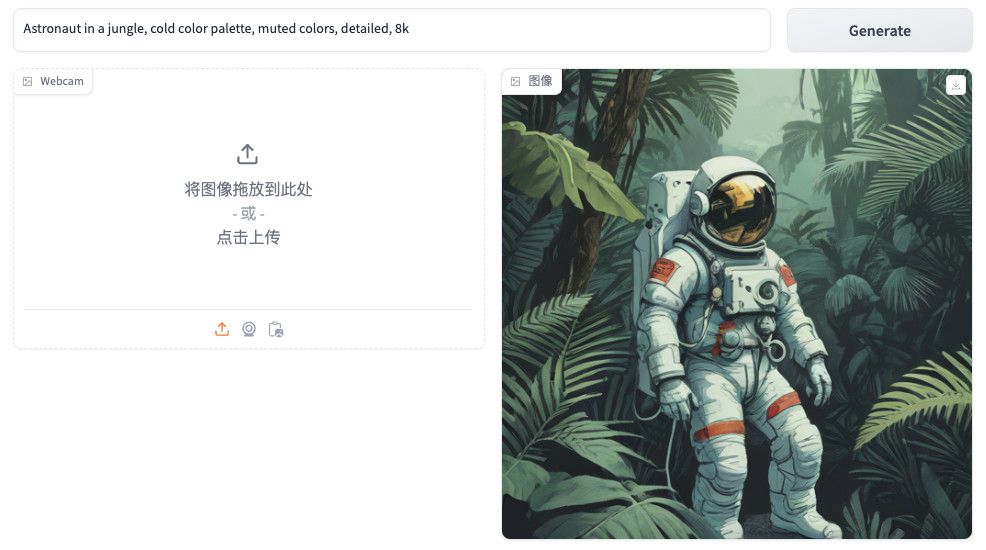 Astronaut in a jungle, cold color palette, muted colors, detailed, 8k
Generate
Webcam
图像
将图像拖放到此处
- 或 -
点击上传